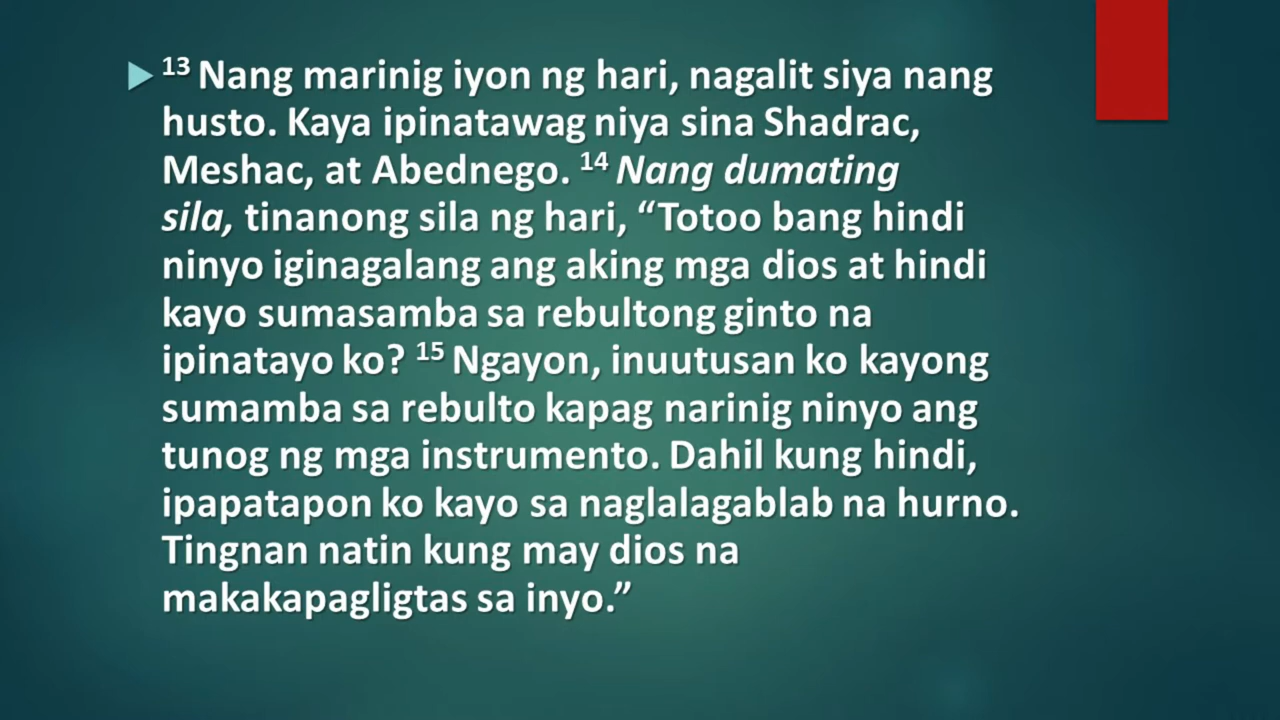 13 Nang marinig iyon ng hari, nagalit siya nang
husto. Kaya ipinatawag niya sina Shadrac,
Meshac, at Abednego. 14 Nang dumating
sila, tinanong sila ng hari, “Totoo bang hindi
ninyo iginagalang ang aking mga dios at hindi
kayo sumasamba sa rebultong ginto na
ipinatayo ko? 15 Ngayon, inuutusan ko kayong
sumamba sa rebulto kapag narinig ninyo ang
tunog ng mga instrumento. Dahil kung hindi,
ipapatapon ko kayo sa naglalagablab na hurno.
Tingnan natin kung may dios na
makakapagligtas sa inyo.”